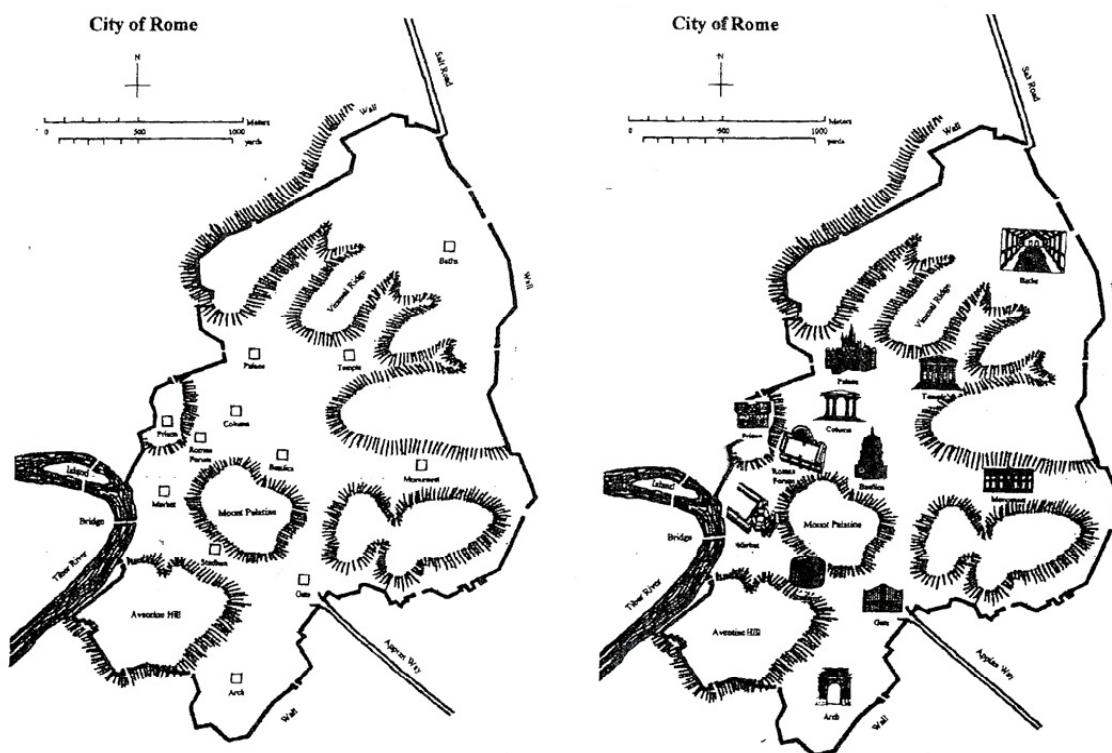 City of Rome
N
Salt Road
Wall
Meters
0
500
1000
yards
Baths
Viminal Ridge
Wall
Palace
Temple
Column
Prison
Roman
Forum
Basilica
Monument
Island
Market
Mount Palatine
Bridge
Stadium
Tiber River
Gate
Aventine Hill
Appian Way
Arch
Wall
City of Rome
N
Salt Road
Wall
Meters
0
500
1000
yards
Baths
Viminal Ridge
Palace
Temple
Column
Prison
Roman
Forum
Basilica
Monument
Island
Market
Mount Palatine
Bridge
Tiber River
Gate
Aventine Hill
Appian Way
Arch
Wall